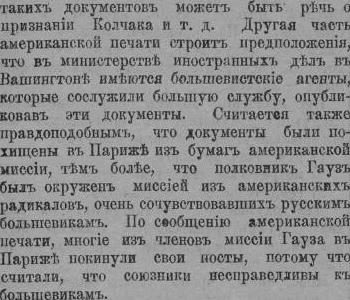 такихъ документовъ можетъ быть рѣчь о
признаніи Колчака и т. д. Другая часть
американской печати строитъ предположенія,
что въ министерствѣ иностранныхъ дѣлъ въ
Вашингтонѣ имѣются большевистскіе агенты,
которые сослужили большую службу, опубли-
ковавъ эти документы. Считается также
правдоподобнымъ, что документы были по-
хищены въ Парижѣ изъ бумагъ американской
миссіи, тѣмъ болѣе, что полковникъ Гаузъ
былъ окруженъ миссіей изъ американскихъ
радикаловъ, очень сочувствовавшихъ русскимъ
большевикамъ. По сообщенію американской
печати, многіе изъ членовъ миссіи Гауза въ
Парижѣ покинули свои посты, потому что
считали, что союзники несправедливы къ
большевикамъ.